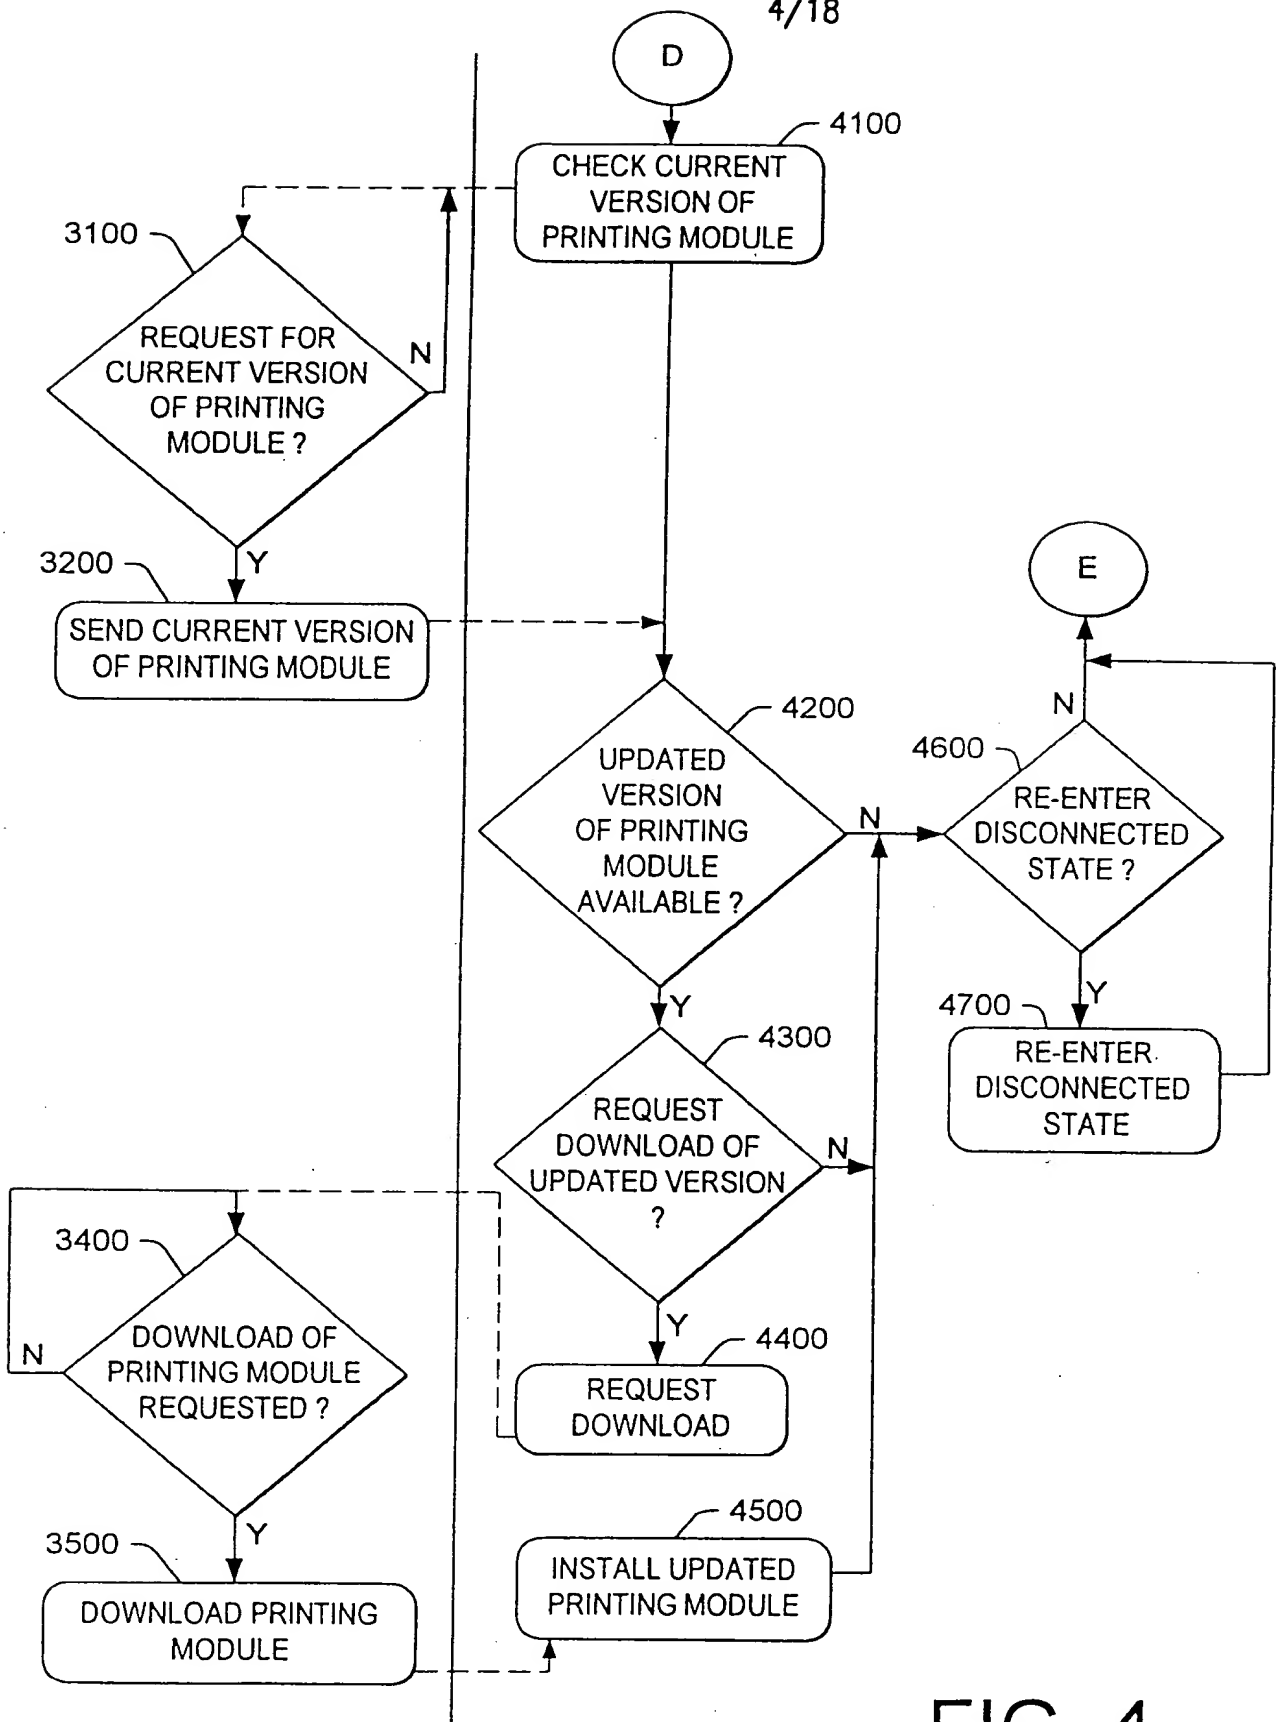 4/18
D
4100
CHECK CURRENT
VERSION OF
PRINTING MODULE
3100
REQUEST FOR
CURRENT VERSION
OF PRINTING
MODULE ?
N
Y
3200
SEND CURRENT VERSION
OF PRINTING MODULE
E
4200
UPDATED
VERSION
OF PRINTING
MODULE
AVAILABLE ?
N
Y
4600
RE-ENTER
DISCONNECTED
STATE ?
N
Y
4700
RE-ENTER
DISCONNECTED
STATE
4300
REQUEST
DOWNLOAD OF
UPDATED VERSION
?
N
Y
3400
DOWNLOAD OF
PRINTING MODULE
REQUESTED ?
N
Y
4400
REQUEST
DOWNLOAD
4500
INSTALL UPDATED
PRINTING MODULE
3500
DOWNLOAD PRINTING
MODULE
FIG. 4